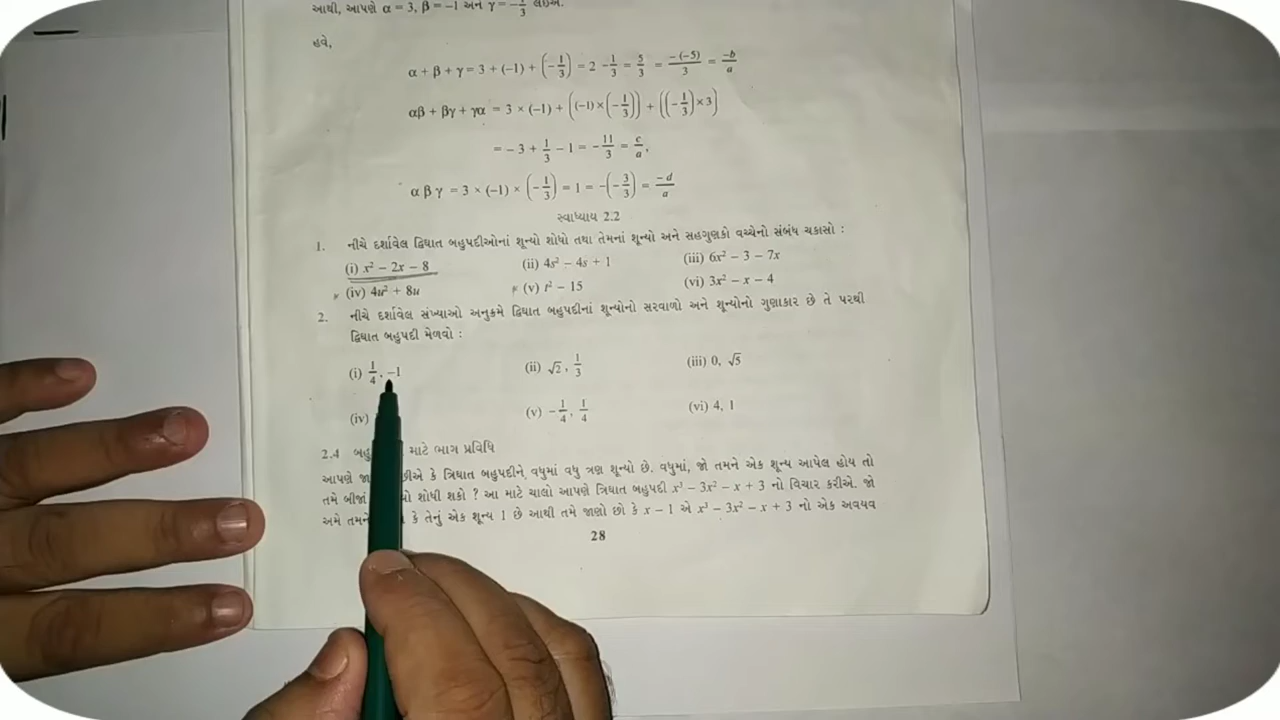 આથી, આપણે α = 3, β = –1 અને γ = –1/3 લઈએ.
હવે,
α + β + γ = 3 + (–1) + (–1/3) = 2 –1/3 = 5/3 = –(–5)/3 = –b/a
αβ + βγ + γα = 3 × (–1) + ((–1) × (–1/3)) + ((–1/3) × 3)
= – 3 + 1/3 – 1 = –11/3 = c/a,
α β γ = 3 × (–1) × (–1/3) = 1 = –(–3/3) = –d/a
સ્વાધ્યાય 2.2
1. નીચે દર્શાવેલ દ્વિઘાત બહુપદીઓનાં શૂન્યો શોધો તથા તેમનાં શૂન્યો અને સહગુણકો વચ્ચેનો સંબંધ ચકાસો :
(i) x² – 2x – 8 (ii) 4s² – 4s + 1 (iii) 6x² – 3 – 7x
(iv) 4u² + 8u (v) t² – 15 (vi) 3x² – x – 4
2. નીચે દર્શાવેલ સંખ્યાઓ અનુક્રમે દ્વિઘાત બહુપદીનાં શૂન્યોનો સરવાળો અને શૂન્યોનો ગુણાકાર છે તે પરથી
દ્વિઘાત બહુપદી મેળવો :
(i) 1/4, –1 (ii) √2, 1/3 (iii) 0, √5
(iv) (v) –1/4, 1/4 (vi) 4, 1
2.4 માટે ભાગ પ્રવિધિ
આપણે છીએ કે ત્રિઘાત બહુપદીને વધુમાં વધુ ત્રણ શૂન્યો છે. વધુમાં, જો તમને એક શૂન્ય આપેલ હોય તો
તમે બીજાં શોધી શકો ? આ માટે ચાલો આપણે ત્રિઘાત બહુપદી x³ – 3x² – x + 3 નો વિચાર કરીએ. જો
અમે કે તેનું એક શૂન્ય 1 છે આથી તમે જાણો છો કે x – 1 એ x³ – 3x² – x + 3 નો એક અવયવ
28